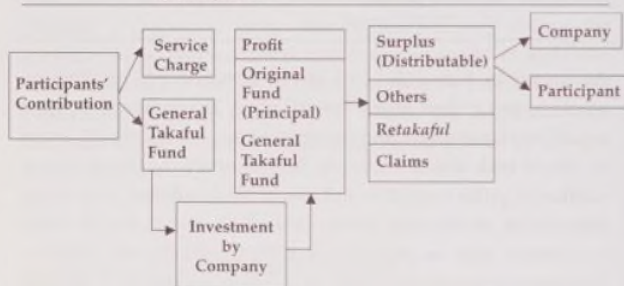 Participants'
Contribution
Service
Charge
General
Takaful
Fund
Investment
by
Company
Profit
Original
Fund
(Principal)
General
Takaful
Fund
Surplus
(Distributable)
Others
Retakaful
Claims
Company
Participant